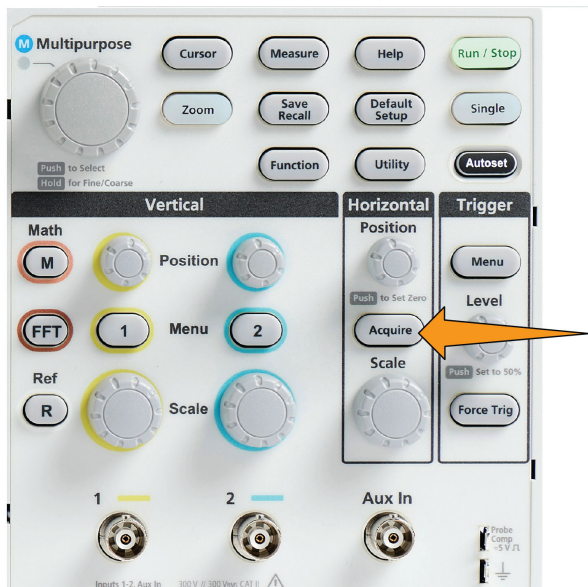 M Multipurpose
Cursor
Measure
Help
Run / Stop
Zoom
Save
Recall
Default
Setup
Single
Push to Select
Hold for Fine/Coarse
Function
Utility
Autoset
Vertical
Horizontal
Trigger
Math
M
Position
Position
Push to Set Zero
Menu
Level
FFT
1
Menu
2
Acquire
Push Set to 50%
Ref
R
Scale
Scale
Force Trig
1
2
Aux In
Probe
Comp
~5 V
Inputs 1-2, Aux In
300 V
CAT II